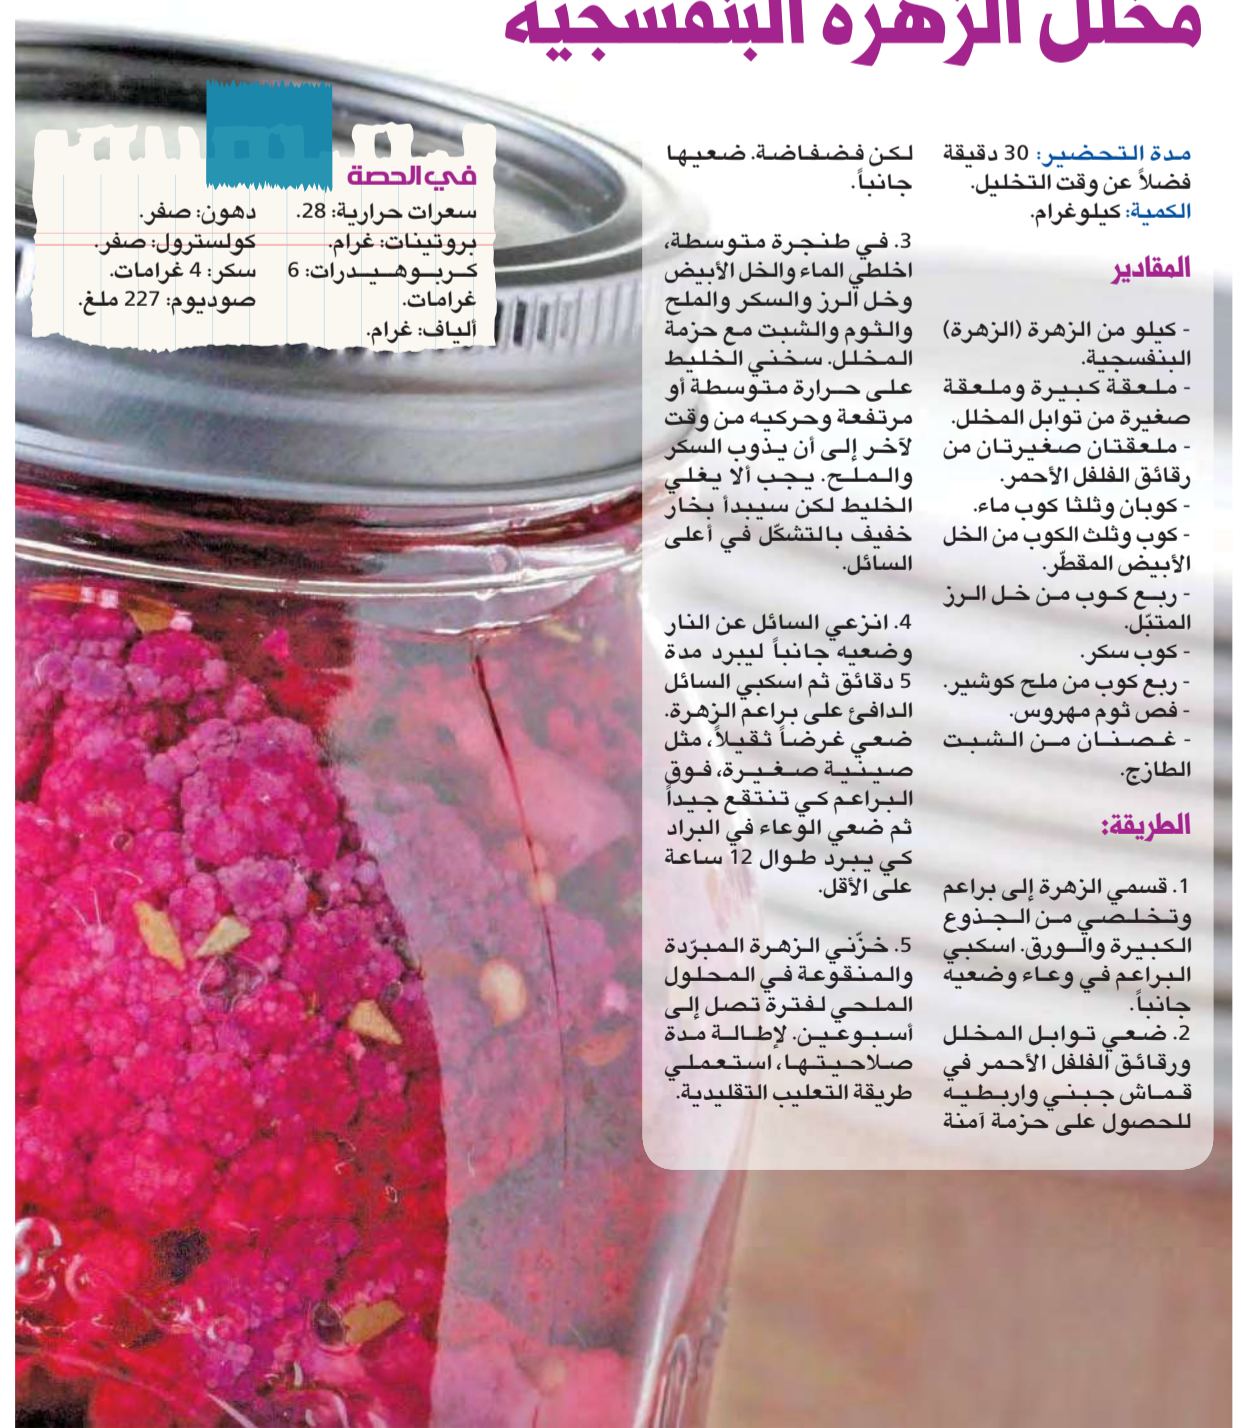 مخلل الزهرة البنفسجية
في الحصة
سعرات حرارية: 28.
بروتينات: غرام.
كـربـوهـيـدرات: 6
غرامات.
ألياف: غرام.
دهون: صفر.
كولسترول: صفر.
سكر: 4 غرامات.
صوديوم: 227 ملغ.
مدة التحضير: 30 دقيقة
فضلاً عن وقت التخليل.
الكمية: كيلوغرام.
المقادير
- كيلو من الزهرة (الزهرة)
البنفسجية.
- ملعقة كبيرة وملعقة
صغيرة من توابل المخلل.
- ملعقتان صغيرتان من
رقائق الفلفل الأحمر.
- كوبان وثلثا كوب ماء.
- كوب وثلث الكوب من الخل
الأبيض المقطّر.
- ربع كوب من خل الرز
المتبّل.
- كوب سكر.
- ربع كوب من ملح كوشير.
- فص ثوم مهروس.
- غصنان من الشبت
الطازج.
الطريقة:
1. قسمي الزهرة إلى براعم
وتخلصي من الجذوع
الكبيرة والورق. اسكبي
البراعم في وعاء وضعيه
جانباً.
2. ضعي توابل المخلل
ورقائق الفلفل الأحمر في
قماش جبني واربطيه
للحصول على حزمة آمنة
لكن فضفاضة. ضعيها
جانباً.
3. في طنجرة متوسطة،
اخلطي الماء والخل الأبيض
وخل الرز والسكر والملح
والثوم والشبت مع حزمة
المخلل. سخني الخليط
على حرارة متوسطة أو
مرتفعة وحركيه من وقت
لآخر إلى أن يذوب السكر
والملح. يجب ألا يغلي
الخليط لكن سيبدأ بخار
خفيف بالتشكّل في أعلى
السائل.
4. انزعي السائل عن النار
وضعيه جانباً ليبرد مدة
5 دقائق ثم اسكبي السائل
الدافئ على براعم الزهرة.
ضعي غرضاً ثقيلاً، مثل
صينية صغيرة، فوق
البراعم كي تنتقع جيداً
ثم ضعي الوعاء في البراد
كي يبرد طوال 12 ساعة
على الأقل.
5. خزّني الزهرة المبرّدة
والمنقوعة في المحلول
الملحي لفترة تصل إلى
أسبوعين. لإطالة مدة
صلاحيتها، استعملي
طريقة التعليب التقليدية.